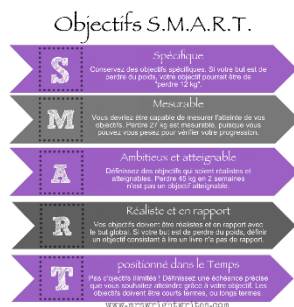 Objectifs S.M.A.R.T.
S
Spécifique
Conservez des objectifs spécifiques. Si votre but est de
perdre du poids, votre objectif pourrait être de
"perdre 12 kg".
M
Mesurable
Vous devriez être capable de mesurer l'atteinte de vos
objectifs. Perdre 27 kg est mesurable, puisque vous
pouvez vous pesez pour vérifier votre progression.
A
Ambitieux et atteignable
Définissez des objectifs qui soient réalistes et
atteignables. Perdre 45 kg en 2 semaines
n'est pas un objectif atteignable.
R
Réaliste et en rapport
Vos objectifs doivent être réalistes et en rapport avec
le but global. Si votre but est de perdre du poids, définir
un objectif consistant à lire un livre n'a pas de rapport.
T
positionné dans le Temps
Pas d'objectifs illimités ! Définissez une échéance précise
que vous souhaitez atteindre grâce à votre objectif. Les
objectifs doivent être courts termes, ou longs termes.